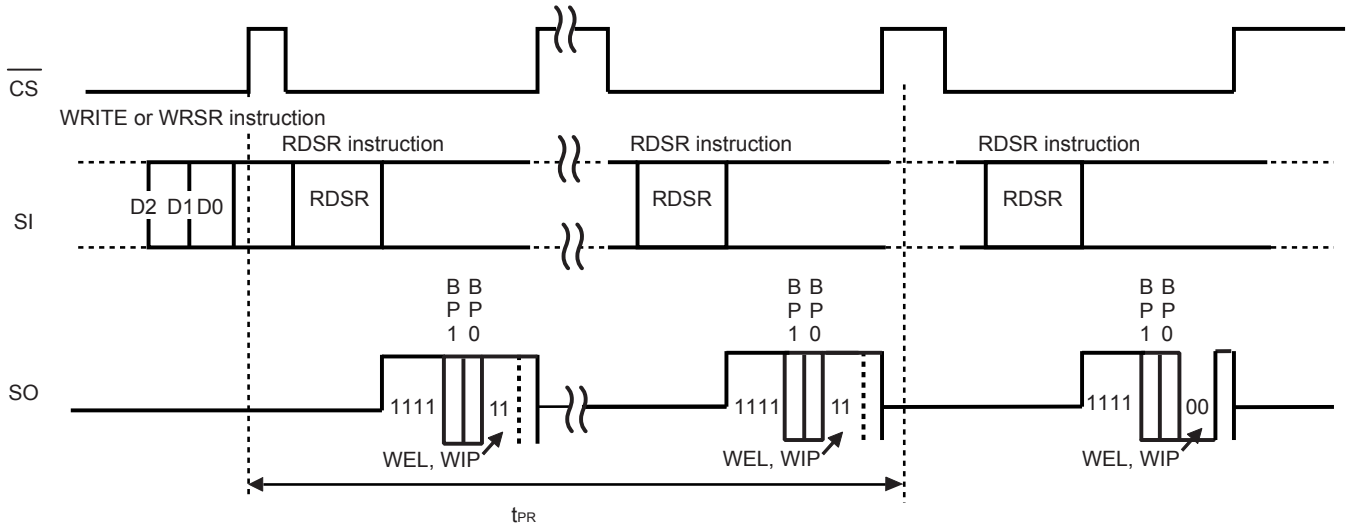 CS
WRITE or WRSR instruction
RDSR instruction RDSR instruction RDSR instruction
SI
D2 D1 D0 RDSR RDSR RDSR
B B B B B B
P P P P P P
1 0 1 0 1 0
SO
1111 11 1111 11 1111 00
WEL, WIP WEL, WIP WEL, WIP
tPR